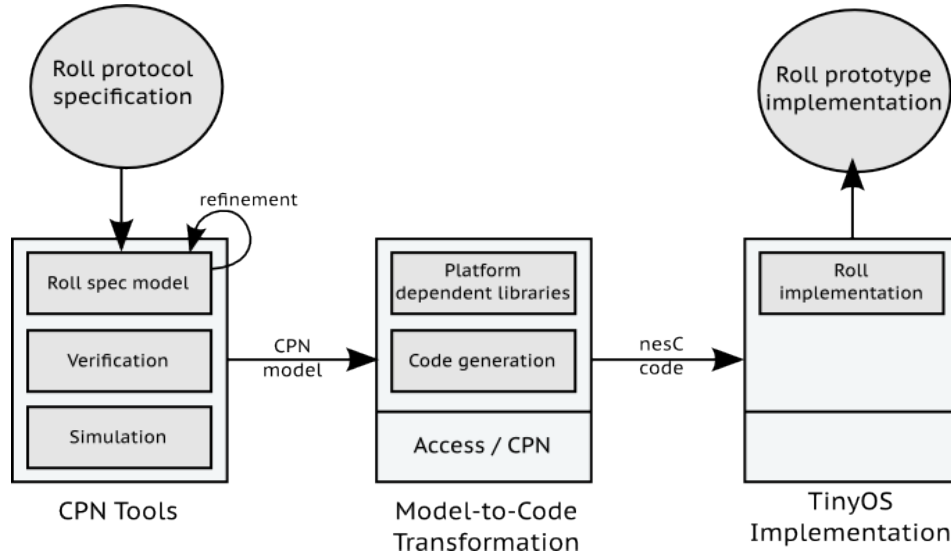 Roll protocol
specification
Roll prototype
implementation
refinement
Roll spec model
Verification
Simulation
CPN
model
Platform
dependent libraries
Code generation
Access / CPN
nesC
code
Roll
implementation
CPN Tools
Model-to-Code
Transformation
TinyOS
Implementation